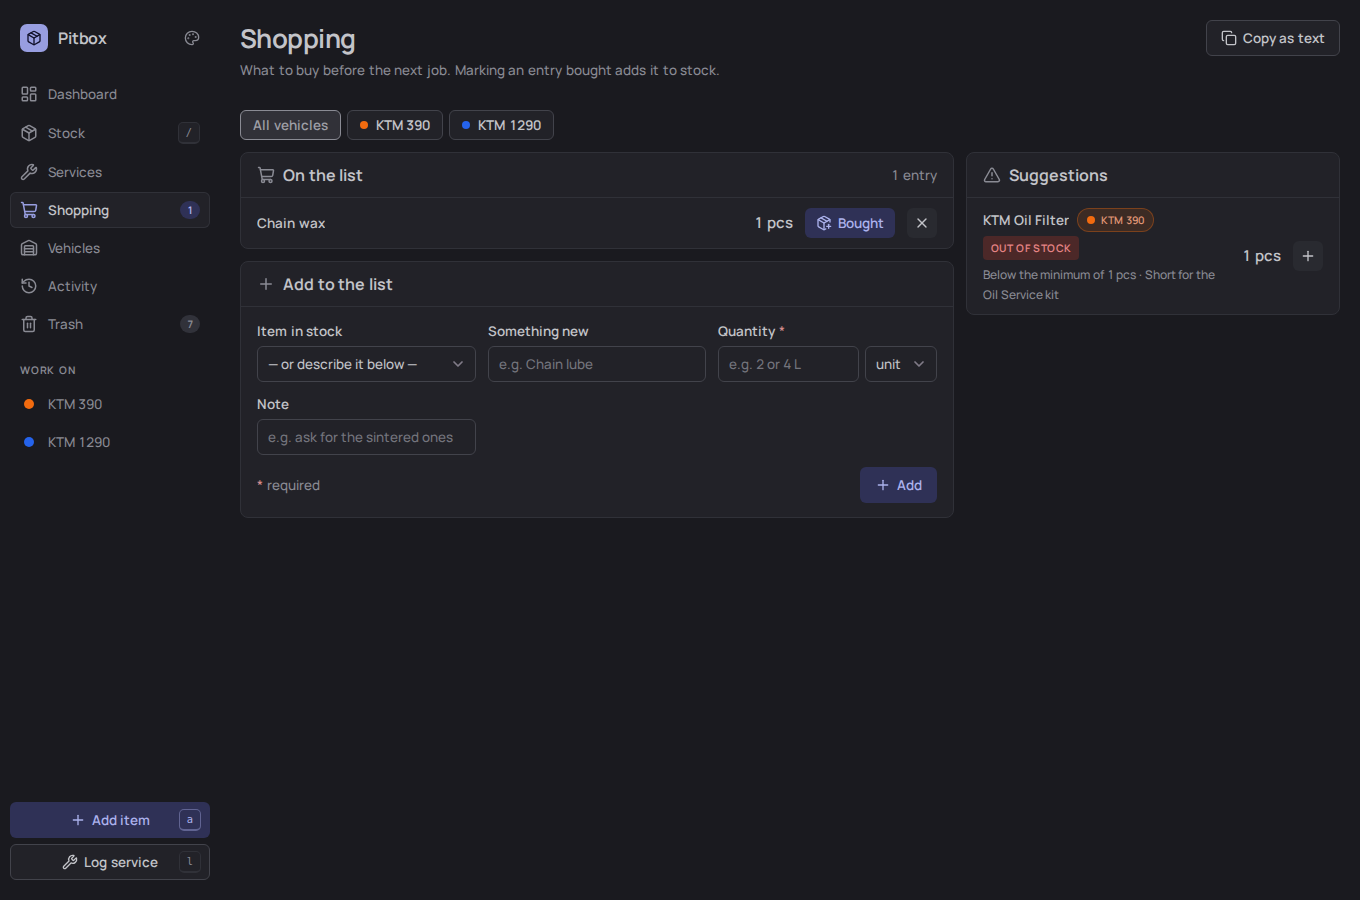 Pitbox
Dashboard
Stock /
Services
Shopping 1
Vehicles
Activity
Trash 7
WORK ON
KTM 390
KTM 1290
Add item a
Log service l
Shopping
What to buy before the next job. Marking an entry bought adds it to stock.
Copy as text
All vehicles KTM 390 KTM 1290
On the list 1 entry
Chain wax 1 pcs Bought
Add to the list
Item in stock Something new Quantity *
— or describe it below — e.g. Chain lube e.g. 2 or 4 L unit
Note
e.g. ask for the sintered ones
* required Add
Suggestions
KTM Oil Filter KTM 390
OUT OF STOCK
1 pcs
Below the minimum of 1 pcs · Short for the
Oil Service kit